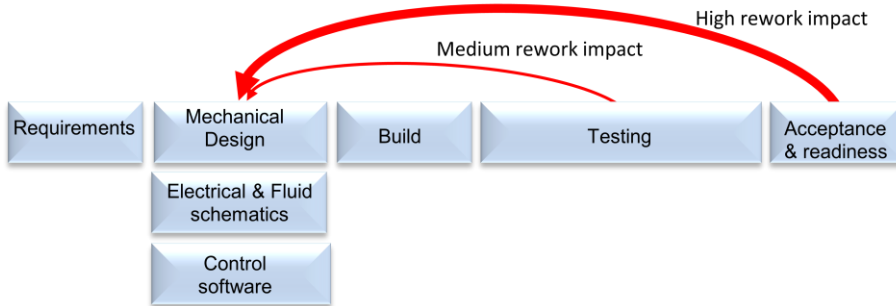 High rework impact
Medium rework impact
Requirements
Mechanical
Design
Build
Testing
Acceptance
& readiness
Electrical & Fluid
schematics
Control
software